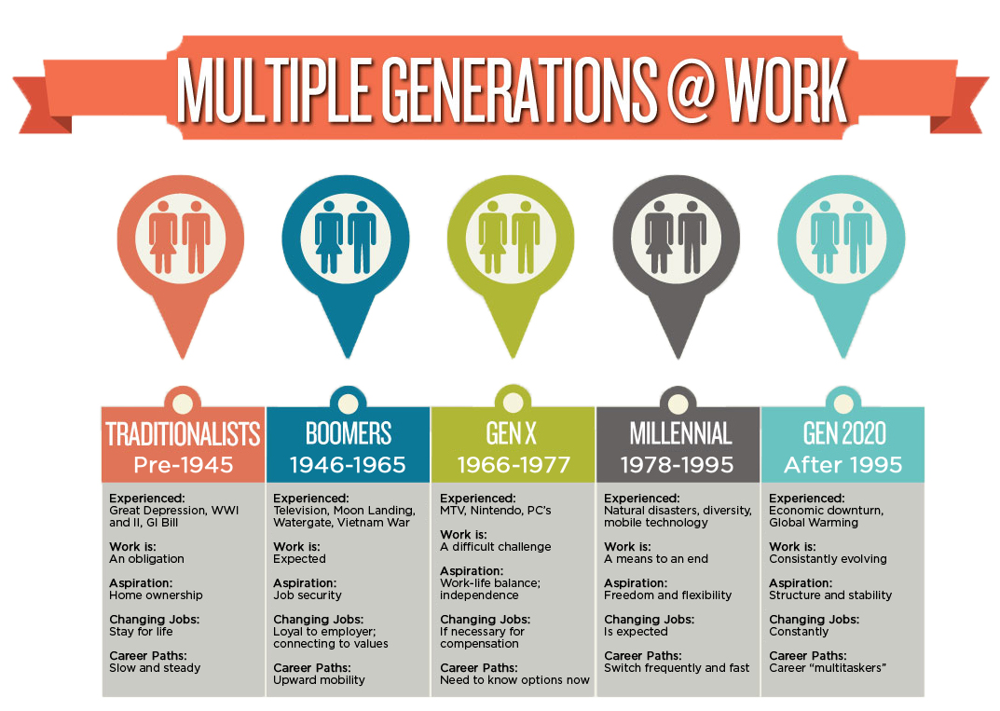 MULTIPLE GENERATIONS @ WORK
TRADITIONALISTS
Pre-1945
Experienced:
Great Depression, WWI
and II, GI Bill
Work is:
An obligation
Aspiration:
Home ownership
Changing Jobs:
Stay for life
Career Paths:
Slow and steady
BOOMERS
1946-1965
Experienced:
Television, Moon Landing,
Watergate, Vietnam War
Work is:
Expected
Aspiration:
Job security
Changing Jobs:
Loyal to employer;
connecting to values
Career Paths:
Upward mobility
GEN X
1966-1977
Experienced:
MTV, Nintendo, PC's
Work is:
A difficult challenge
Aspiration:
Work-life balance;
independence
Changing Jobs:
If necessary for
compensation
Career Paths:
Need to know options now
MILLENNIAL
1978-1995
Experienced:
Natural disasters, diversity,
mobile technology
Work is:
A means to an end
Aspiration:
Freedom and flexibility
Changing Jobs:
Is expected
Career Paths:
Switch frequently and fast
GEN 2020
After 1995
Experienced:
Economic downturn,
Global Warming
Work is:
Consistantly evolving
Aspiration:
Structure and stability
Changing Jobs:
Constantly
Career Paths:
Career “multitaskers”